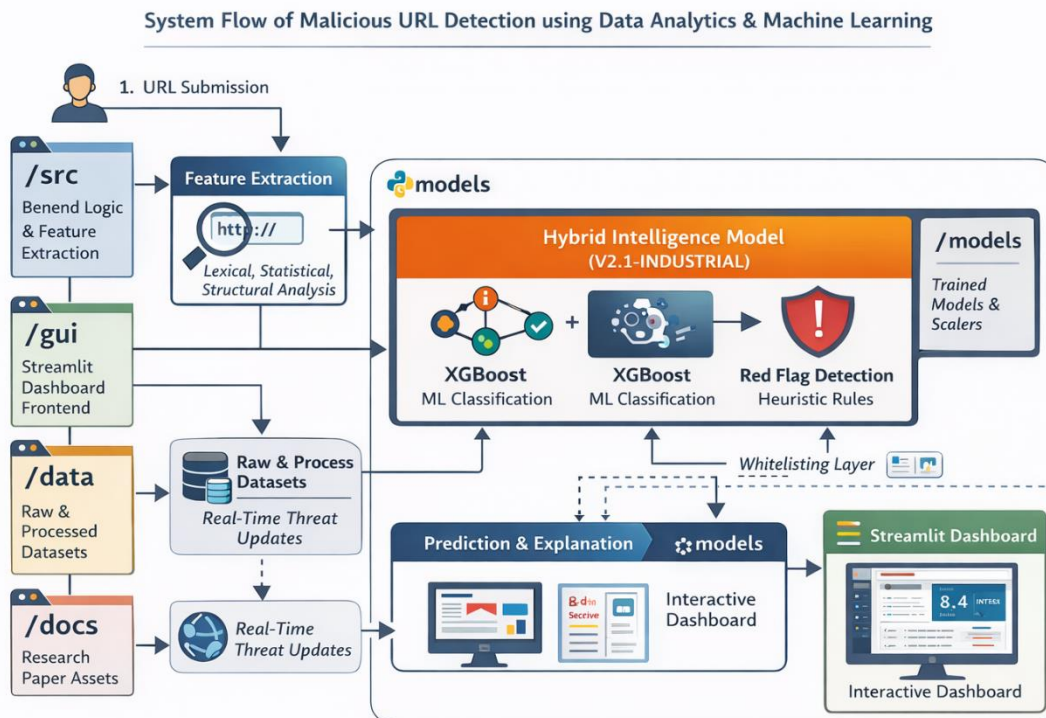 System Flow of Malicious URL Detection using Data Analytics & Machine Learning
1. URL Submission
/src
Benend Logic
& Feature
Extraction
/gui
Streamlit
Dashboard
Frontend
/data
Raw &
Processed
Datasets
/docs
Research
Paper Assets
Feature Extraction
http://
Lexical, Statistical,
Structural Analysis
Raw & Process
Datasets
Real-Time Threat
Updates
Real-Time
Threat Updates
models
Hybrid Intelligence Model
(V2.1-INDUSTRIAL)
XGBoost
ML Classification
+
XGBoost
ML Classification
Red Flag Detection
Heuristic Rules
/models
Trained
Models &
Scalers
Whitelisting Layer
Prediction & Explanation
models
Interactive
Dashboard
Streamlit Dashboard
8.4
Interactive Dashboard